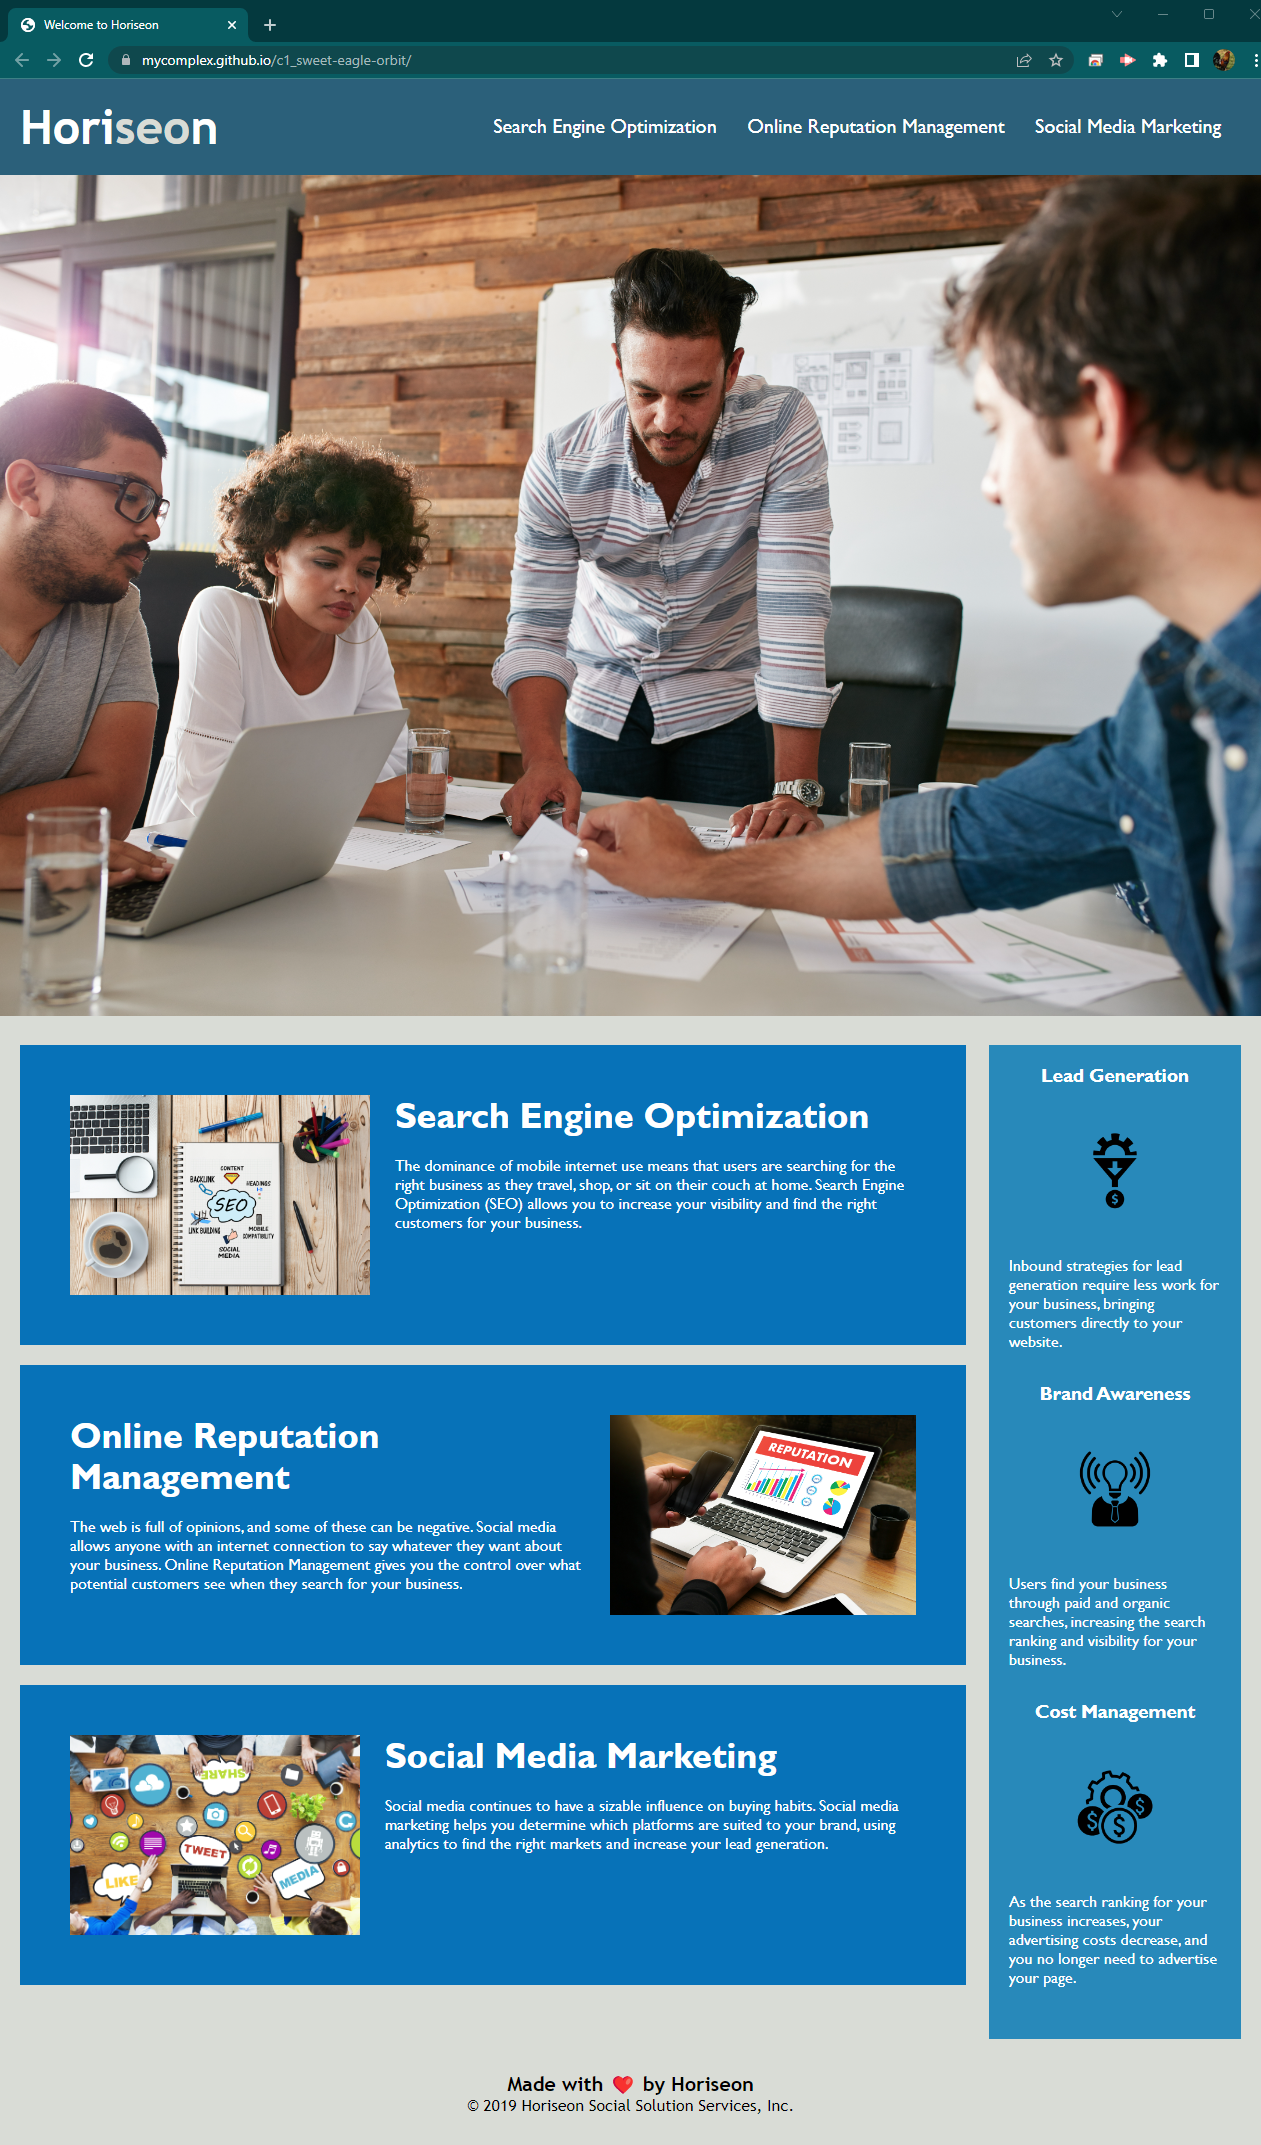 Welcome to Horiseon
mycomplex.github.io/c1_sweet-eagle-orbit/
Horiseon
Search Engine Optimization
Online Reputation Management
Social Media Marketing
CONTENT
BACKLINK
HEADINGS
SEO
LINK BUILDING
MOBILE
COMPATIBILITY
SOCIAL
MEDIA
Search Engine Optimization
The dominance of mobile internet use means that users are searching for the
right business as they travel, shop, or sit on their couch at home. Search Engine
Optimization (SEO) allows you to increase your visibility and find the right
customers for your business.
Online Reputation
Management
The web is full of opinions, and some of these can be negative. Social media
allows anyone with an internet connection to say whatever they want about
your business. Online Reputation Management gives you the control over what
potential customers see when they search for your business.
REPUTATION
SHARE
TWEET
LIKE
MEDIA
Social Media Marketing
Social media continues to have a sizable influence on buying habits. Social media
marketing helps you determine which platforms are suited to your brand, using
analytics to find the right markets and increase your lead generation.
Lead Generation
$
Inbound strategies for lead
generation require less work for
your business, bringing
customers directly to your
website.
Brand Awareness
Users find your business
through paid and organic
searches, increasing the search
ranking and visibility for your
business.
Cost Management
$ $ $
As the search ranking for your
business increases, your
advertising costs decrease, and
you no longer need to advertise
your page.
Made with ❤️ by Horiseon
© 2019 Horiseon Social Solution Services, Inc.